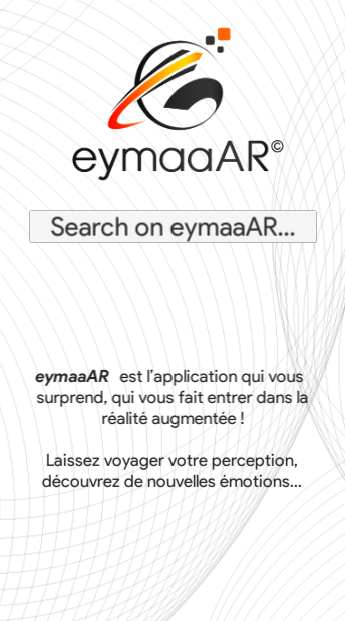 eymaaAR©
Search on eymaaAR...
eymaaAR est l'application qui vous
surprend, qui vous fait entrer dans la
réalité augmentée !
Laissez voyager votre perception,
découvrez de nouvelles émotions...